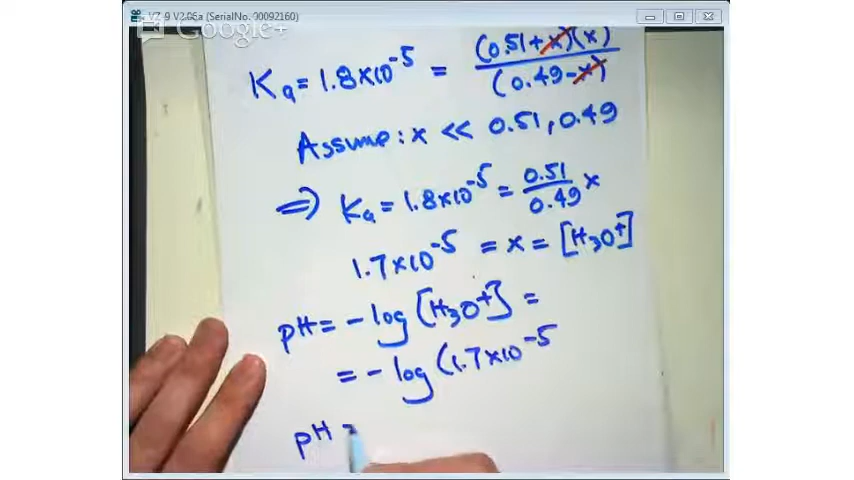 VZ-9 V2.06a (SerialNo. 00092160)
Google+
Ka = 1.8x10⁻⁵ = (0.51+x)(x) / (0.49-x)
Assume: x << 0.51, 0.49
⇒ Ka = 1.8x10⁻⁵ = 0.51/0.49 x
1.7x10⁻⁵ = x = [H₃O⁺]
pH = - log [H₃O⁺] =
= - log (1.7x10⁻⁵
pH =